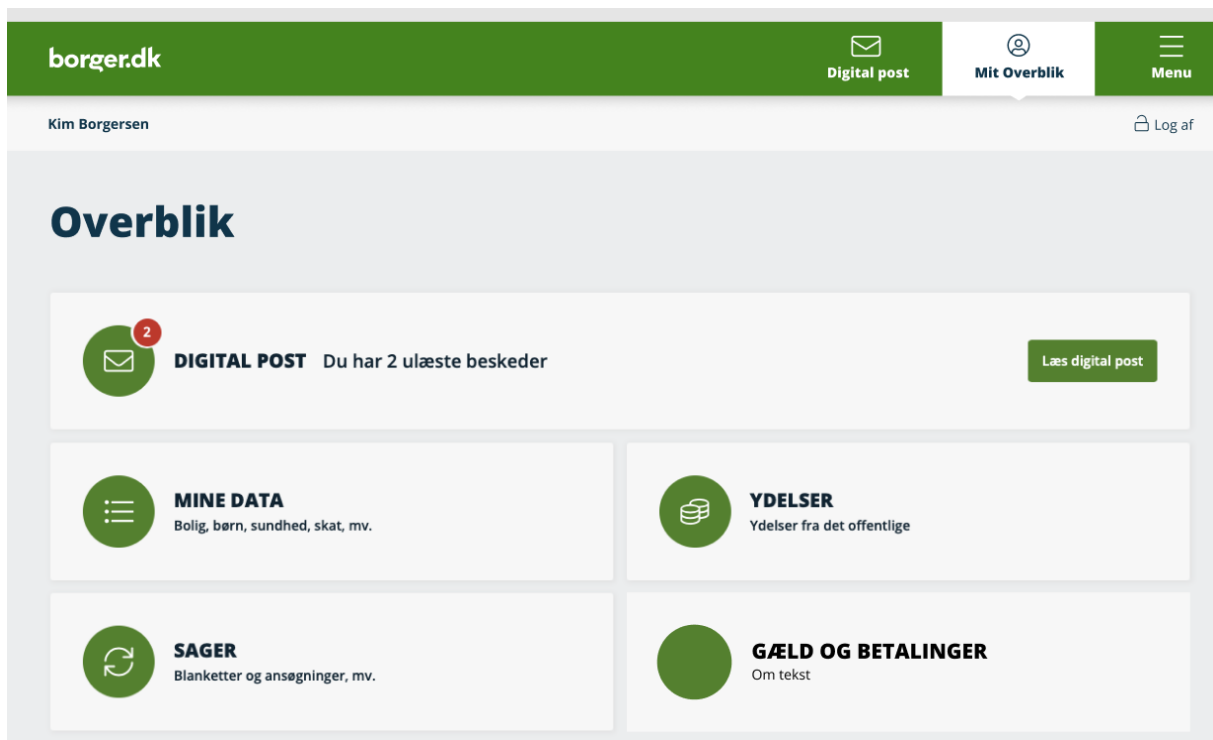 borger.dk
Digital post
Mit Overblik
Menu
Kim Borgersen
Log af
Overblik
2
DIGITAL POST Du har 2 ulæste beskeder
Læs digital post
MINE DATA
Bolig, børn, sundhed, skat, mv.
YDELSER
Ydelser fra det offentlige
SAGER
Blanketter og ansøgninger, mv.
GÆLD OG BETALINGER
Om tekst